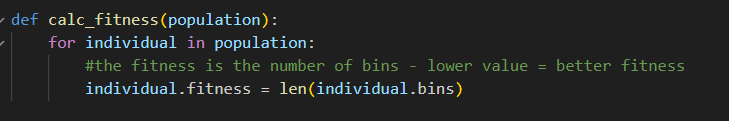 def calc_fitness(population):
    for individual in population:
        #the fitness is the number of bins - lower value = better fitness
        individual.fitness = len(individual.bins)